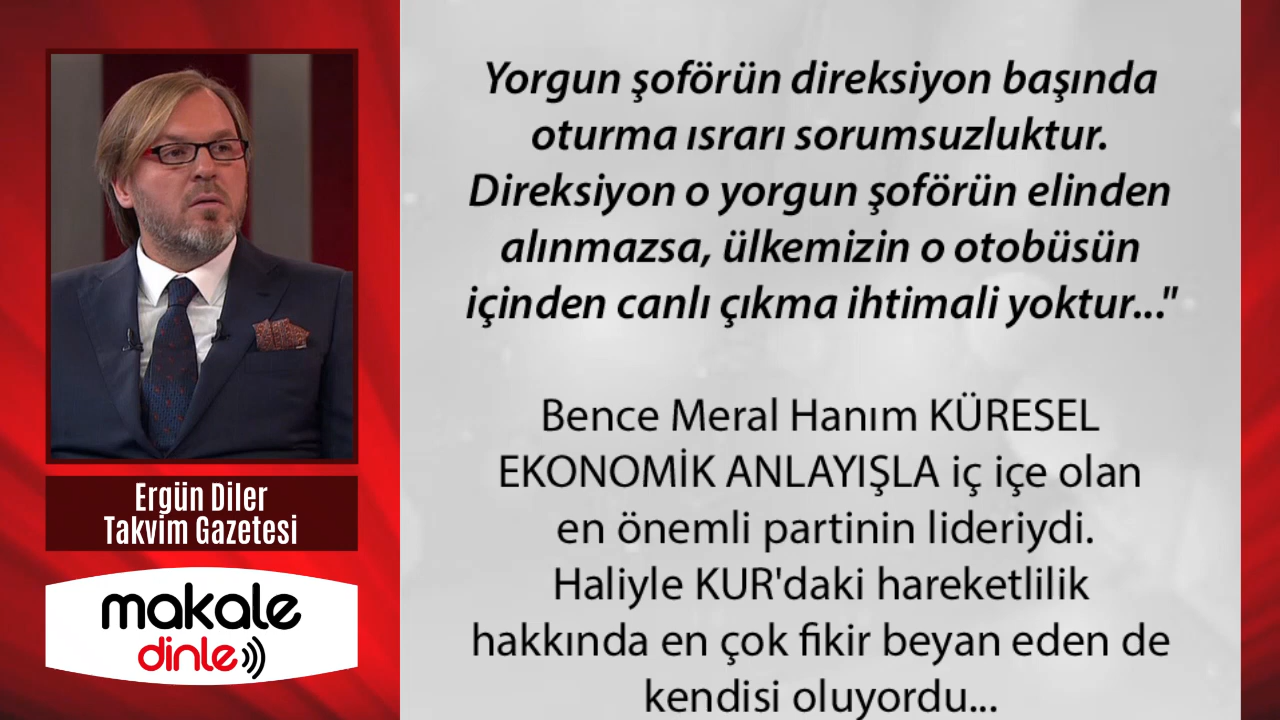 Yorgun şoförün direksiyon başında
oturma ısrarı sorumsuzluktur.
Direksiyon o yorgun şoförün elinden
alınmazsa, ülkemizin o otobüsün
içinden canlı çıkma ihtimali yoktur..."
Bence Meral Hanım KÜRESEL
EKONOMİK ANLAYIŞLA iç içe olan
en önemli partinin lideriydi.
Haliyle KUR'daki hareketlilik
hakkında en çok fikir beyan eden de
kendisi oluyordu...
Ergün Diler
Takvim Gazetesi
makale
dinle